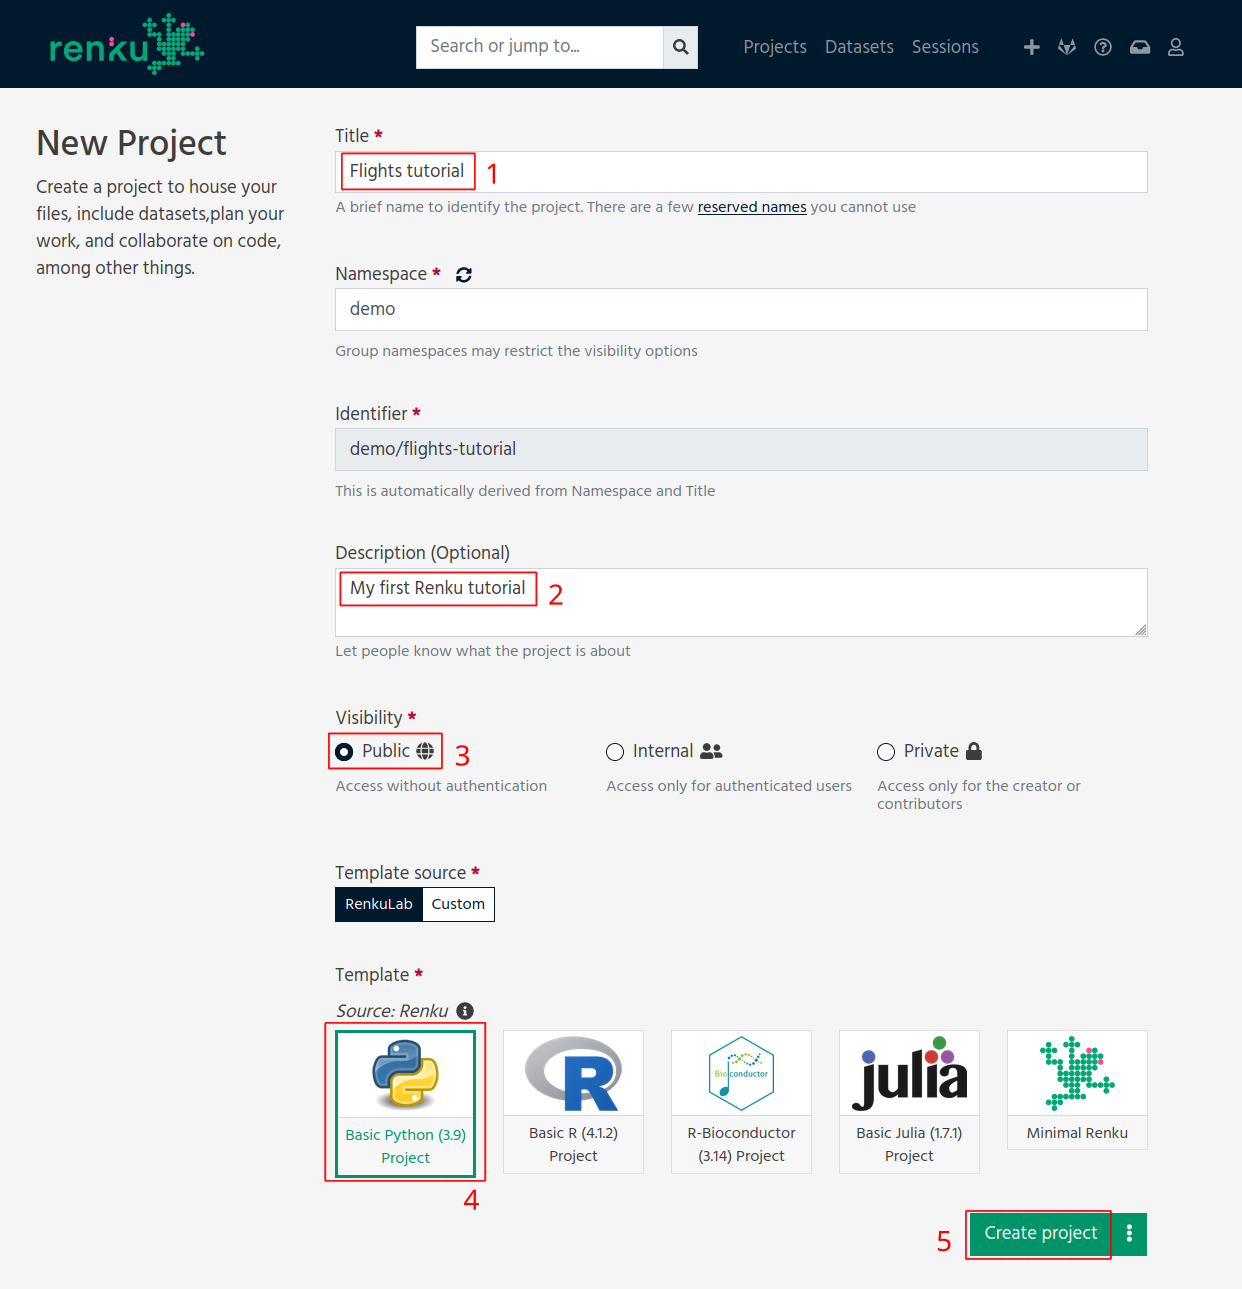 renku
Search or jump to...
Projects Datasets Sessions
New Project
Create a project to house your
files, include datasets,plan your
work, and collaborate on code,
among other things.
Title *
Flights tutorial 1
A brief name to identify the project. There are a few reserved names you cannot use
Namespace *
demo
Group namespaces may restrict the visibility options
Identifier *
demo/flights-tutorial
This is automatically derived from Namespace and Title
Description (Optional)
My first Renku tutorial 2
Let people know what the project is about
Visibility *
Public 3
Internal
Private
Access without authentication
Access only for authenticated users
Access only for the creator or
contributors
Template source *
RenkuLab Custom
Template *
Source: Renku
Basic Python (3.9)
Project
4
R
Basic R (4.1.2)
Project
Bioconductor
R-Bioconductor
(3.14) Project
julia
Basic Julia (1.7.1)
Project
Minimal Renku
5 Create project